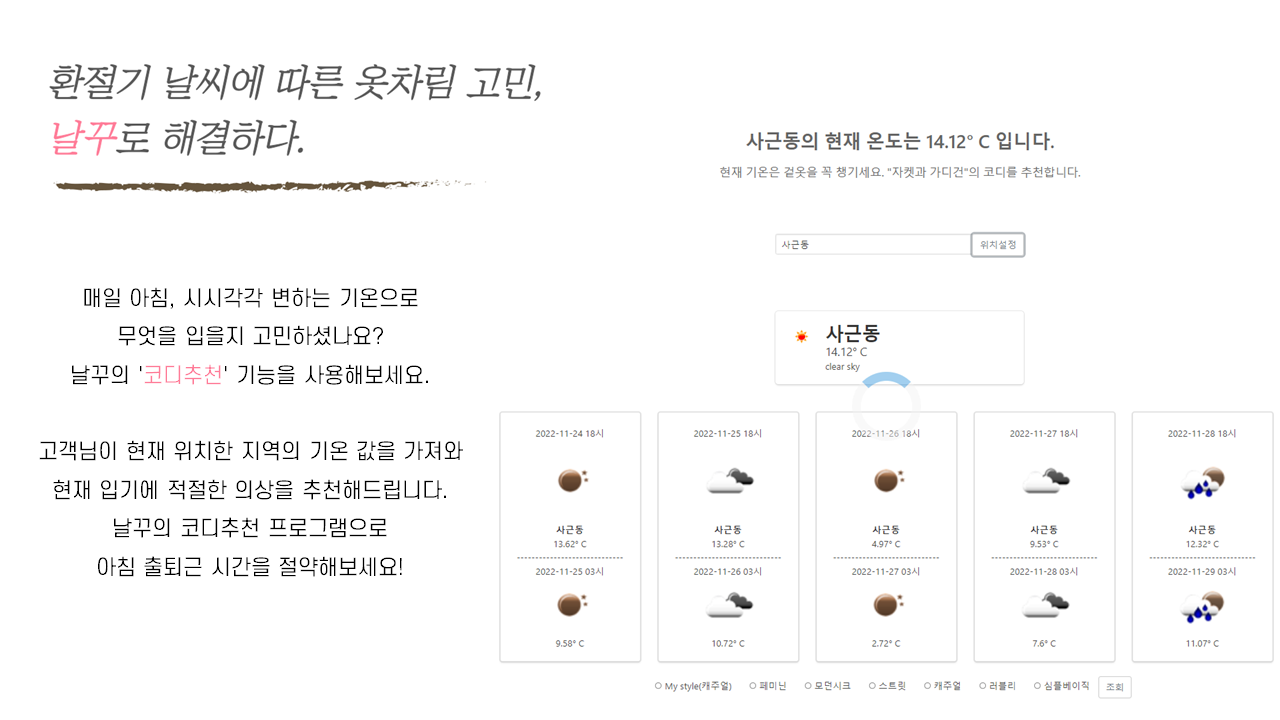 환절기 날씨에 따른 옷차림 고민,
날꾸로 해결하다.
매일 아침, 시시각각 변하는 기온으로
무엇을 입을지 고민하셨나요?
날꾸의 '코디추천' 기능을 사용해보세요.
고객님이 현재 위치한 지역의 기온 값을 가져와
현재 입기에 적절한 의상을 추천해드립니다.
날꾸의 코디추천 프로그램으로
아침 출퇴근 시간을 절약해보세요!
사근동의 현재 온도는 14.12° C 입니다.
현재 기온은 겉옷을 꼭 챙기세요. "자켓과 가디건"의 코디를 추천합니다.
사근동 위치설정
사근동
14.12° C
clear sky
2022-11-24 18시 2022-11-25 18시 2022-11-26 18시 2022-11-27 18시 2022-11-28 18시
사근동 사근동 사근동 사근동 사근동
13.62° C 13.28° C 4.97° C 9.53° C 12.32° C
2022-11-25 03시 2022-11-26 03시 2022-11-27 03시 2022-11-28 03시 2022-11-29 03시
9.58° C 10.72° C 2.72° C 7.6° C 11.07° C
My style(캐주얼) 페미닌 모던시크 스트릿 캐주얼 러블리 심플베이직 조회